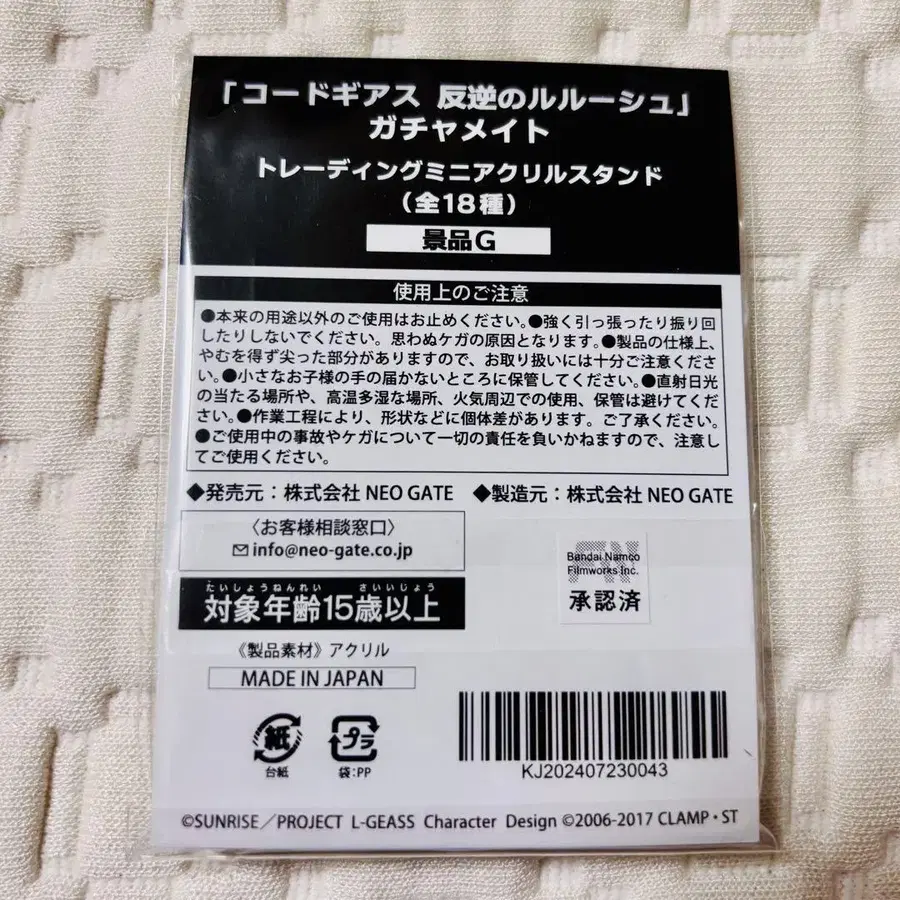 「コードギアス 反逆のルルーシュ」
ガチャメイト
トレーディングミニアクリルスタンド
（全18種）
景品G
使用上のご注意
●本来の用途以外のご使用はお止めください。●強く引っ張ったり振り回
したりしないでください。思わぬケガの原因となります。●製品の仕様上、
やむを得ず尖った部分がありますので、お取り扱いには十分ご注意くださ
い。●小さなお子様の手の届かないところに保管してください。●直射日光
の当たる場所や、高温多湿な場所、火気周辺での使用、保管は避けてくだ
さい。●作業工程により、形状などに個体差があります。ご了承ください。
●ご使用中の事故やケガについて一切の責任を負いかねますので、注意し
てご使用ください。
◆発売元：株式会社 NEO GATE ◆製造元：株式会社 NEO GATE
〈お客様相談窓口〉
info@neo-gate.co.jp
Bandai Namco
Filmworks Inc.
承認済
たいしょうねんれい さいいじょう
対象年齢15歳以上
《製品素材》アクリル
MADE IN JAPAN
紙
台紙
プラ
袋:PP
KJ202407230043
©SUNRISE／PROJECT L-GEASS Character Design ©2006-2017 CLAMP・ST